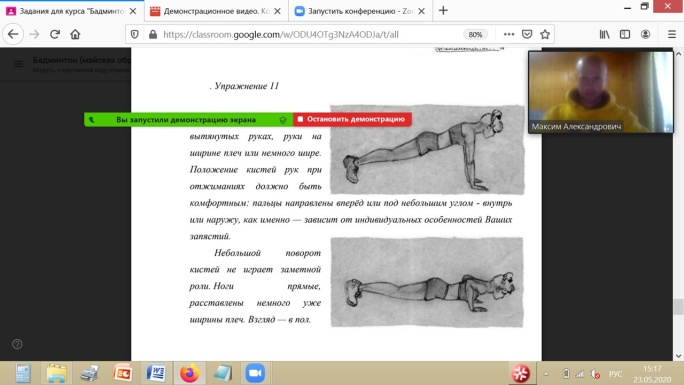 Задания для курса "Бадминто
Демонстрационное видео. Ко
Запустить конференцию - Zoo
https://classroom.google.com/w/ODU4OTg3NzA4ODJa/t/all
80%
Бадминтон (майская обр
. Упражнение 11
Вы запустили демонстрацию экрана
Остановить демонстрацию
Максим Александрович
вытянутых руках, руки на
ширине плеч или немного шире.
Положение кистей рук при
отжиманиях должно быть
комфортным: пальцы направлены вперёд или под небольшим углом - внутрь
или наружу, как именно — зависит от индивидуальных особенностей Ваших
запястий.
Небольшой поворот
кистей не играет заметной
роли. Ноги прямые,
расставлены немного уже
ширины плеч. Взгляд — в пол.
РУС
15:17
23.05.2020